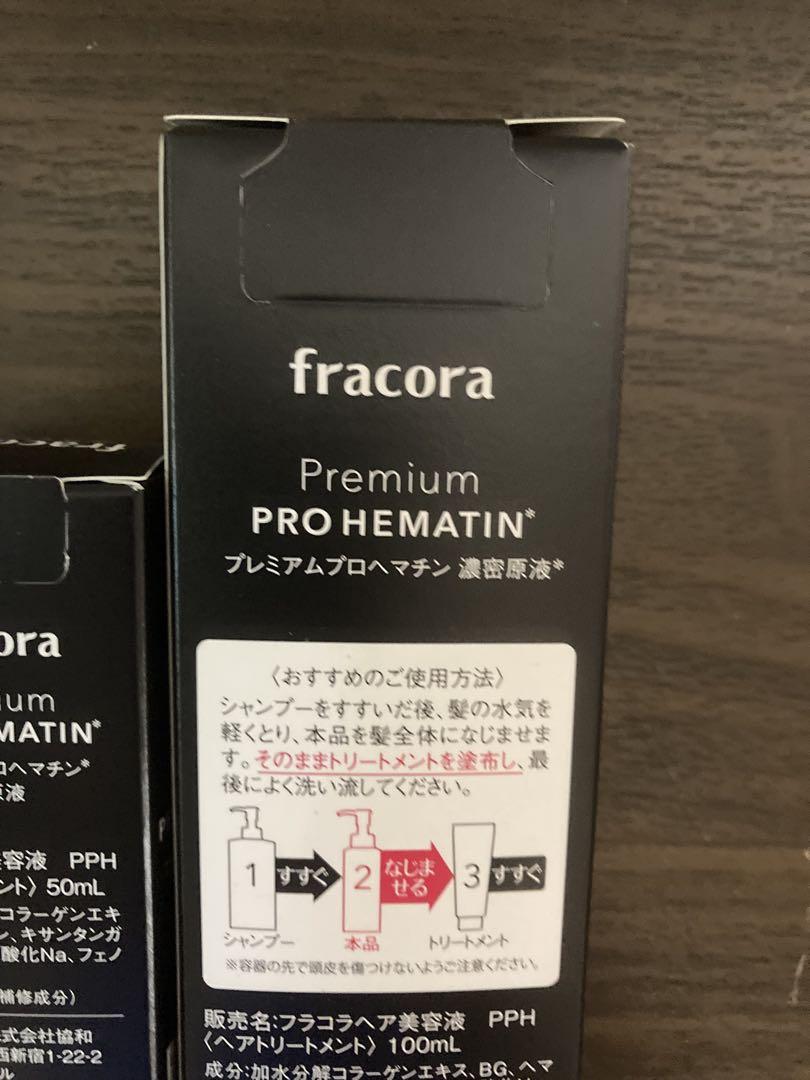 fracora
Premium
PRO HEMATIN*
プレミアムプロヘマチン 濃密原液*
〈おすすめのご使用方法〉
シャンプーをすすいだ後、髪の水気を
軽くとり、本品を髪全体になじませま
す。そのままトリートメントを塗布し、最
後によく洗い流してください。
1 すすぐ 2 なじま
せる 3 すすぐ
シャンプー 本品 トリートメント
※容器の先で頭皮を傷つけないようご注意ください。
販売名:フラコラヘア美容液 PPH
〈ヘアトリートメント〉 100mL
成分:加水分解コラーゲンエキス、BG、ヘマ
ora
um
MATIN*
ロヘマチン*
原液
容液 PPH
ント〉 50mL
コラーゲンエキ
ン、キサンタンガ
酸化Na、フェノ
補修成分)
式会社協和
西新宿1-22-2
ル